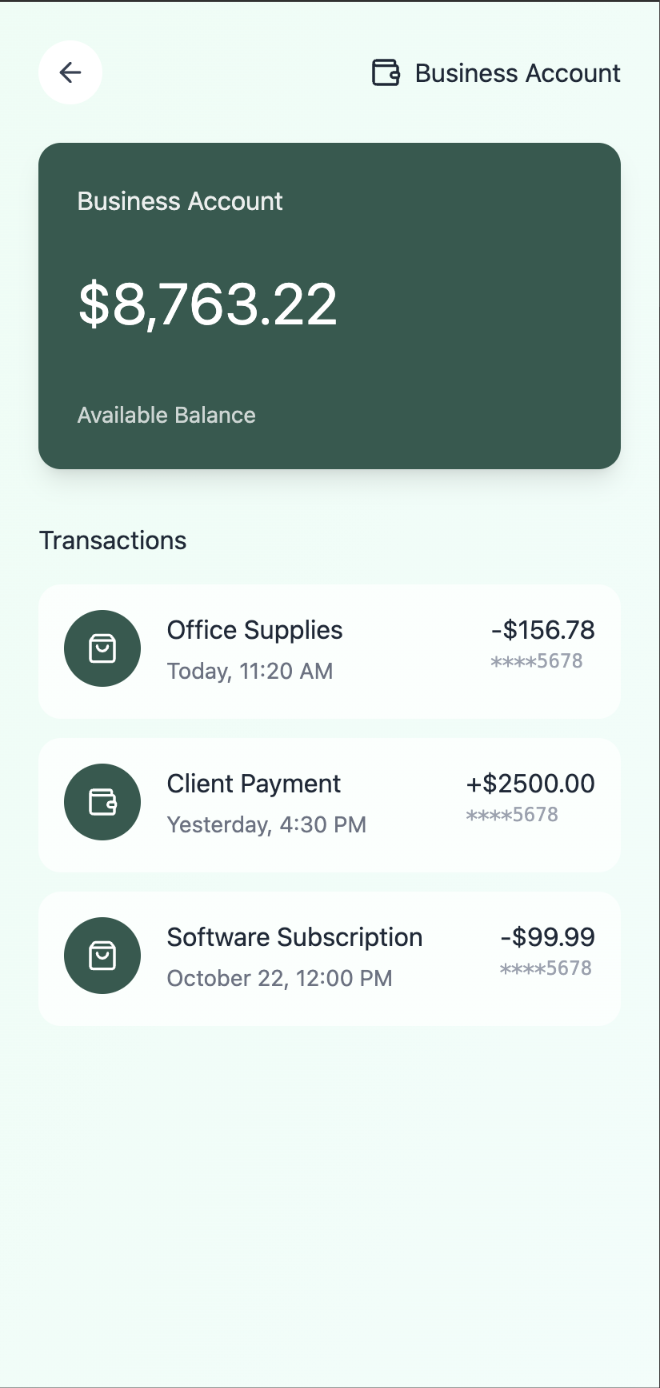 Business Account
Business Account
$8,763.22
Available Balance
Transactions
Office Supplies
-$156.78
Today, 11:20 AM
****5678
Client Payment
+$2500.00
Yesterday, 4:30 PM
****5678
Software Subscription
-$99.99
October 22, 12:00 PM
****5678